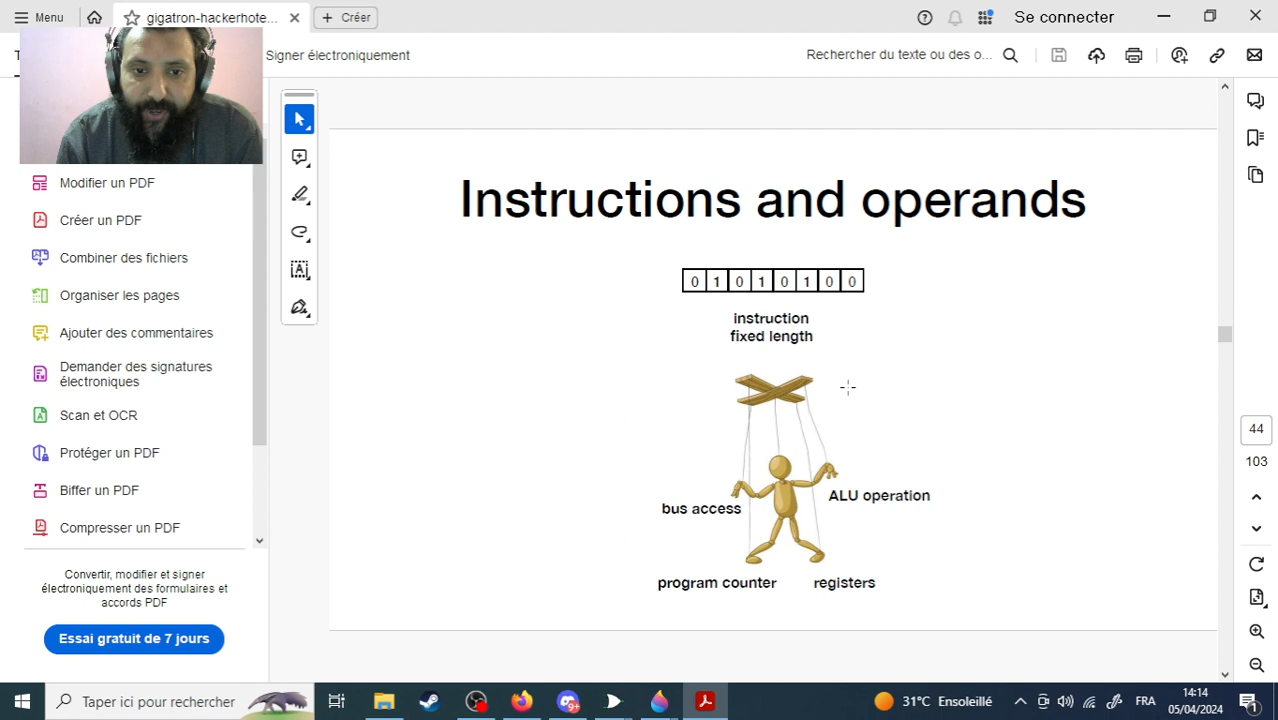 Menu
gigatron-hackerhote...
Créer
Se connecter
Signer électroniquement
Rechercher du texte ou des o...
Modifier un PDF
Créer un PDF
Combiner des fichiers
Organiser les pages
Ajouter des commentaires
Demander des signatures
électroniques
Scan et OCR
Protéger un PDF
Biffer un PDF
Compresser un PDF
Convertir, modifier et signer
électroniquement des formulaires et
accords PDF
Essai gratuit de 7 jours
Instructions and operands
0 1 0 1 0 1 0 0
instruction
fixed length
bus access
ALU operation
program counter
registers
44
103
Taper ici pour rechercher
9+
31°C Ensoleillé
FRA
14:14
05/04/2024
1